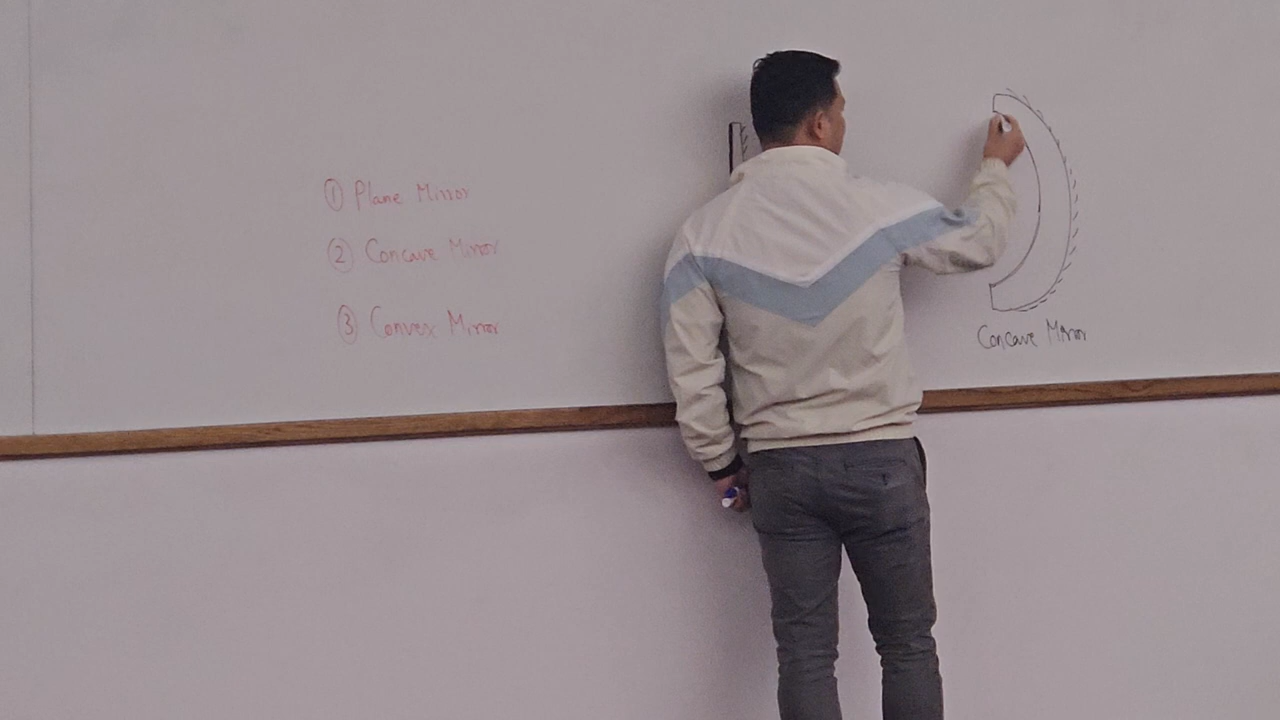 ① Plane Mirror
② Concave Mirror
③ Convex Mirror
Concave Mirror